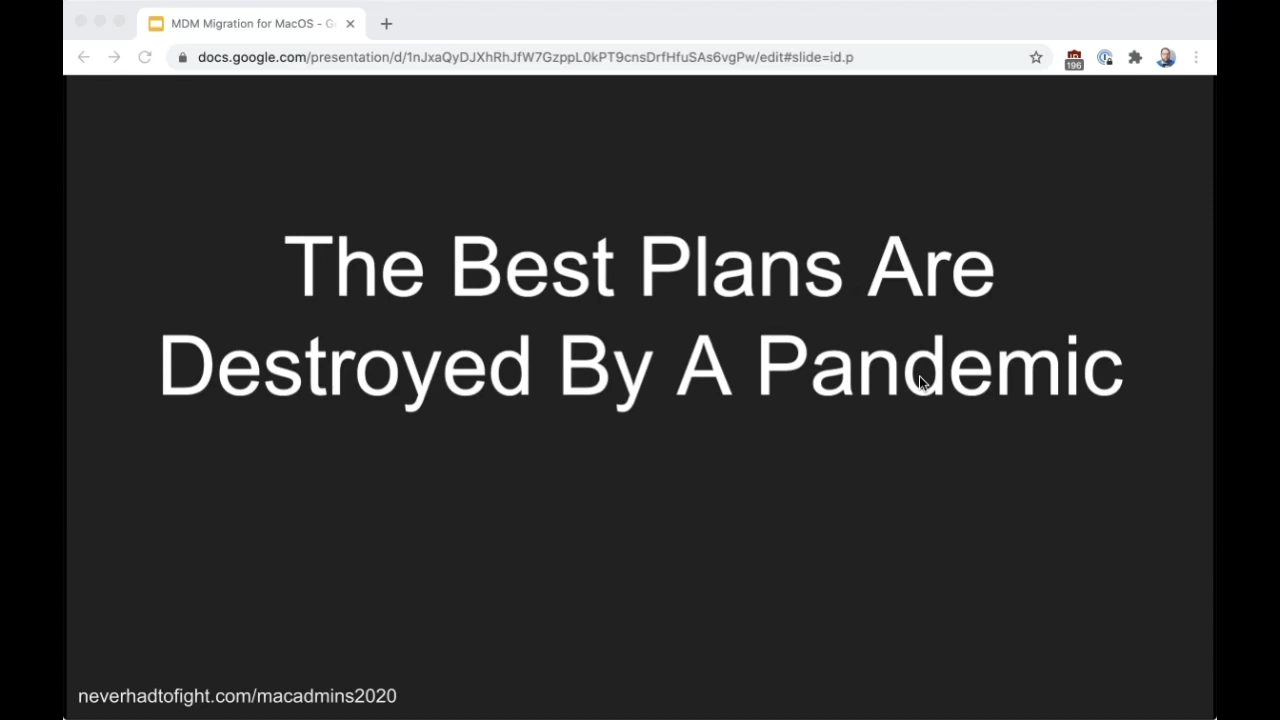 MDM Migration for MacOS - G
docs.google.com/presentation/d/1nJxaQyDJXhRhJfW7GzppL0kPT9cnsDrfHfuSAs6vgPw/edit#slide=id.p
196
The Best Plans Are
Destroyed By A Pandemic
neverhadtofight.com/macadmins2020